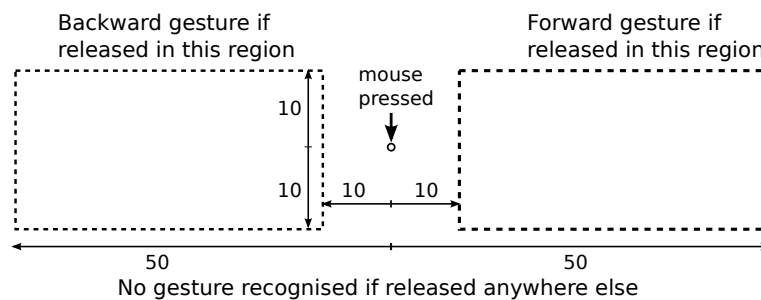 Backward gesture if
released in this region
Forward gesture if
released in this region
mouse
pressed
10
10
10
10
50
50
No gesture recognised if released anywhere else